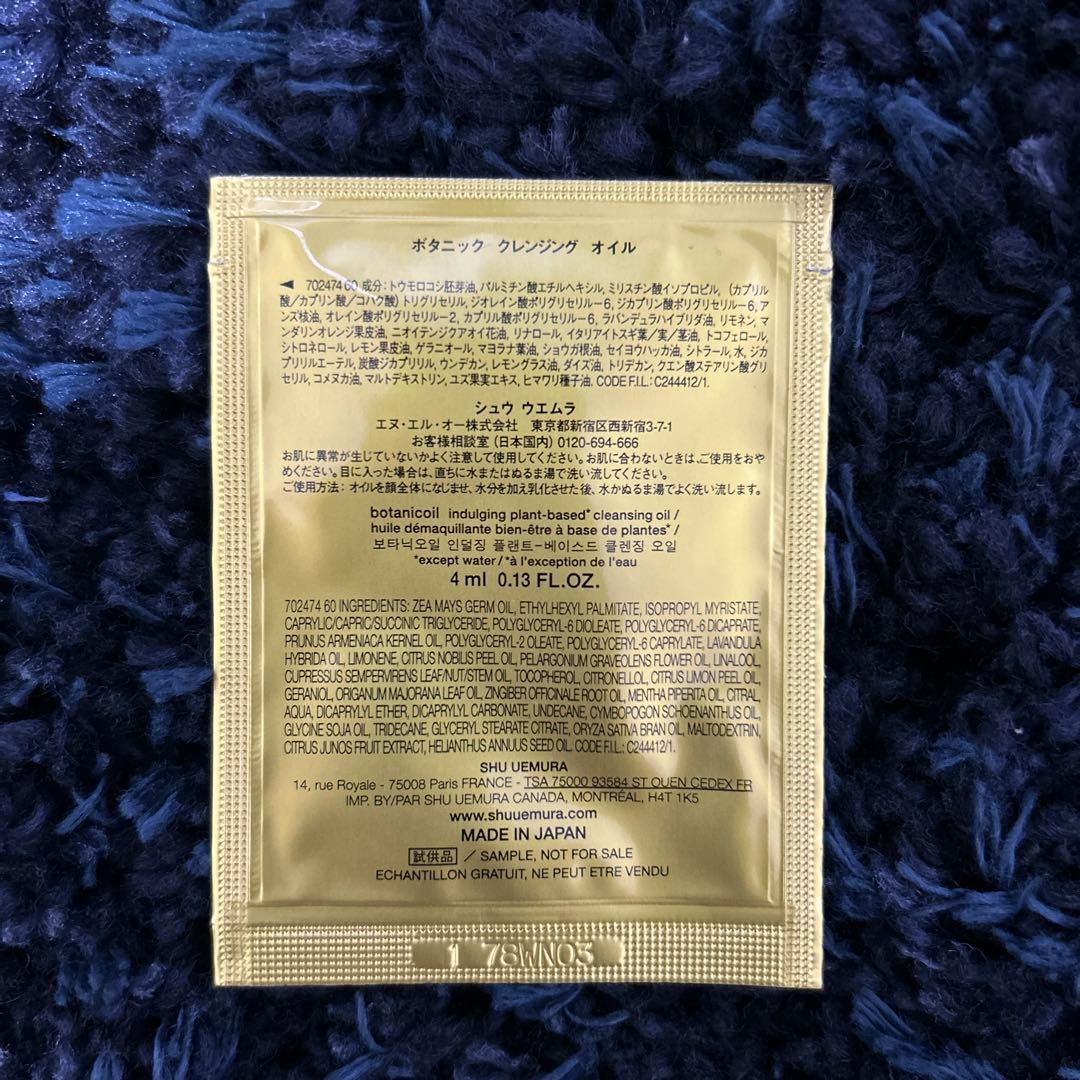 ボタニック クレンジング オイル
◀ 702474 60 成分：トウモロコシ胚芽油, パルミチン酸エチルヘキシル, ミリスチン酸イソプロピル, (カプリル
酸/カプリン酸/コハク酸) トリグリセリル, ジオレイン酸ポリグリセリル－6, ジカプリン酸ポリグリセリル－6, ア
ンズ核油, オレイン酸ポリグリセリル－2, カプリル酸ポリグリセリル－6, ラバンデュラハイブリダ油, リモネン, マ
ンダリンオレンジ果皮油, ニオイテンジクアオイ花油, リナロール, イタリアイトスギ葉/実/茎油, トコフェロール,
シトロネロール, レモン果皮油, ゲラニオール, マヨラナ葉油, ショウガ根油, セイヨウハッカ油, シトラール, 水, ジカ
プリリルエーテル, 炭酸ジカプリリル, ウンデカン, レモングラス油, ダイズ油, トリデカン, クエン酸ステアリン酸グリ
セリル, コメヌカ油, マルトデキストリン, ユズ果実エキス, ヒマワリ種子油. CODE F.I.L.: C244412/1.
シュウ ウエムラ
エヌ・エル・オー株式会社 東京都新宿区西新宿3-7-1
お客様相談室 (日本国内) 0120-694-666
お肌に異常が生じていないかよく注意して使用してください。お肌に合わないときは、ご使用をおや
めください。目に入った場合は、直ちに水またはぬるま湯で洗い流してください。
ご使用方法：オイルを顔全体になじませ、水分を加え乳化させた後、水かぬるま湯でよく洗い流します。
botanicoil indulging plant-based* cleansing oil /
huile démaquillante bien-être à base de plantes* /
보타닉오일 인덜징 플랜트-베이스드 클렌징 오일
*except water / *à l'exception de l'eau
4 ml 0.13 FL.OZ.
702474 60 INGREDIENTS: ZEA MAYS GERM OIL, ETHYLHEXYL PALMITATE, ISOPROPYL MYRISTATE,
CAPRYLIC/CAPRIC/SUCCINIC TRIGLYCERIDE, POLYGLYCERYL-6 DIOLEATE, POLYGLYCERYL-6 DICAPRATE,
PRUNUS ARMENIACA KERNEL OIL, POLYGLYCERYL-2 OLEATE, POLYGLYCERYL-6 CAPRYLATE, LAVANDULA
HYBRIDA OIL, LIMONENE, CITRUS NOBILIS PEEL OIL, PELARGONIUM GRAVEOLENS FLOWER OIL, LINALOOL,
CUPRESSUS SEMPERVIRENS LEAF/NUT/STEM OIL, TOCOPHEROL, CITRONELLOL, CITRUS LIMON PEEL OIL,
GERANIOL, ORIGANUM MAJORANA LEAF OIL, ZINGIBER OFFICINALE ROOT OIL, MENTHA PIPERITA OIL, CITRAL,
AQUA, DICAPRYLYL ETHER, DICAPRYLYL CARBONATE, UNDECANE, CYMBOPOGON SCHOENANTHUS OIL,
GLYCINE SOJA OIL, TRIDECANE, GLYCERYL STEARATE CITRATE, ORYZA SATIVA BRAN OIL, MALTODEXTRIN,
CITRUS JUNOS FRUIT EXTRACT, HELIANTHUS ANNUUS SEED OIL. CODE F.I.L.: C244412/1.
SHU UEMURA
14, rue Royale - 75008 Paris FRANCE - TSA 75000 93584 ST OUEN CEDEX FR
IMP. BY/PAR SHU UEMURA CANADA, MONTRÉAL, H4T 1K5
www.shuuemura.com
MADE IN JAPAN
試供品 / SAMPLE, NOT FOR SALE
ECHANTILLON GRATUIT, NE PEUT ETRE VENDU
1 78WN03